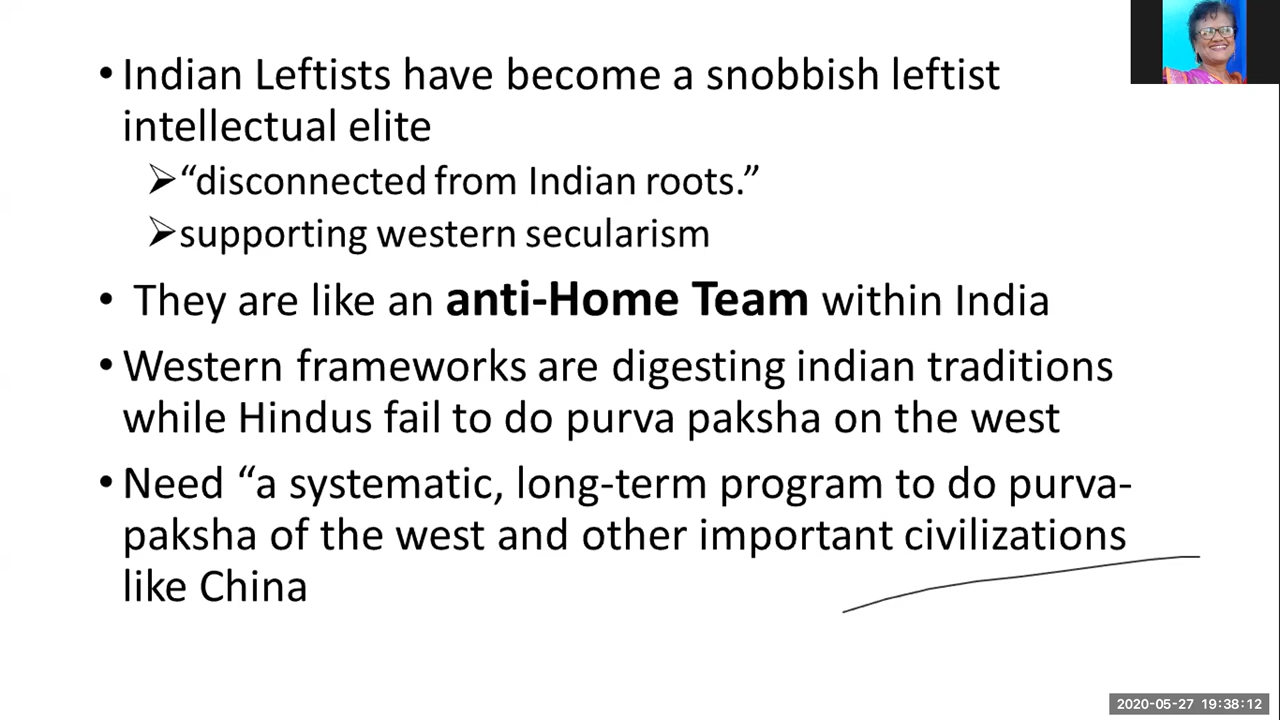 • Indian Leftists have become a snobbish leftist
intellectual elite
➢“disconnected from Indian roots.”
➢supporting western secularism
• They are like an anti-Home Team within India
• Western frameworks are digesting indian traditions
while Hindus fail to do purva paksha on the west
• Need “a systematic, long-term program to do purva-
paksha of the west and other important civilizations
like China
2020-05-27 19:38:12